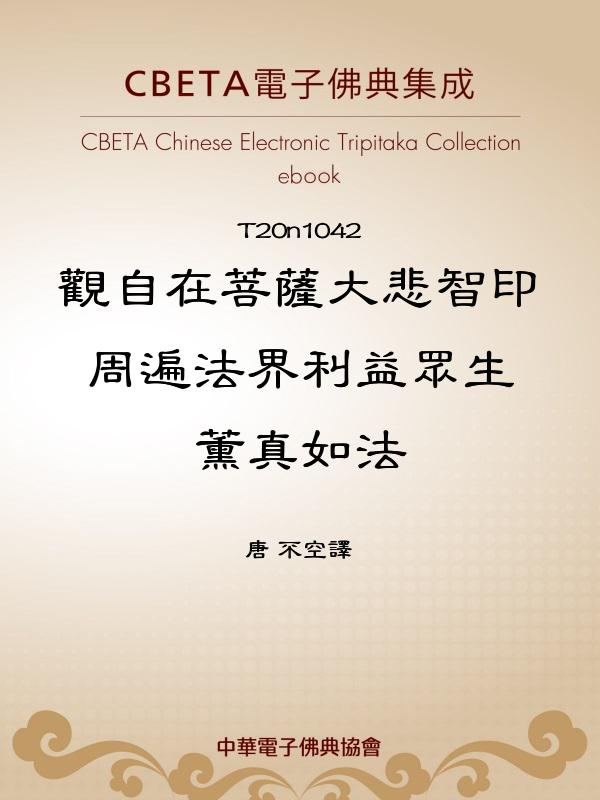 CBETA電子佛典集成
CBETA Chinese Electronic Tripitaka Collection
ebook
T20n1042
觀自在菩薩大悲智印
周遍法界利益眾生
薰真如法
唐 不空譯
中華電子佛典協會